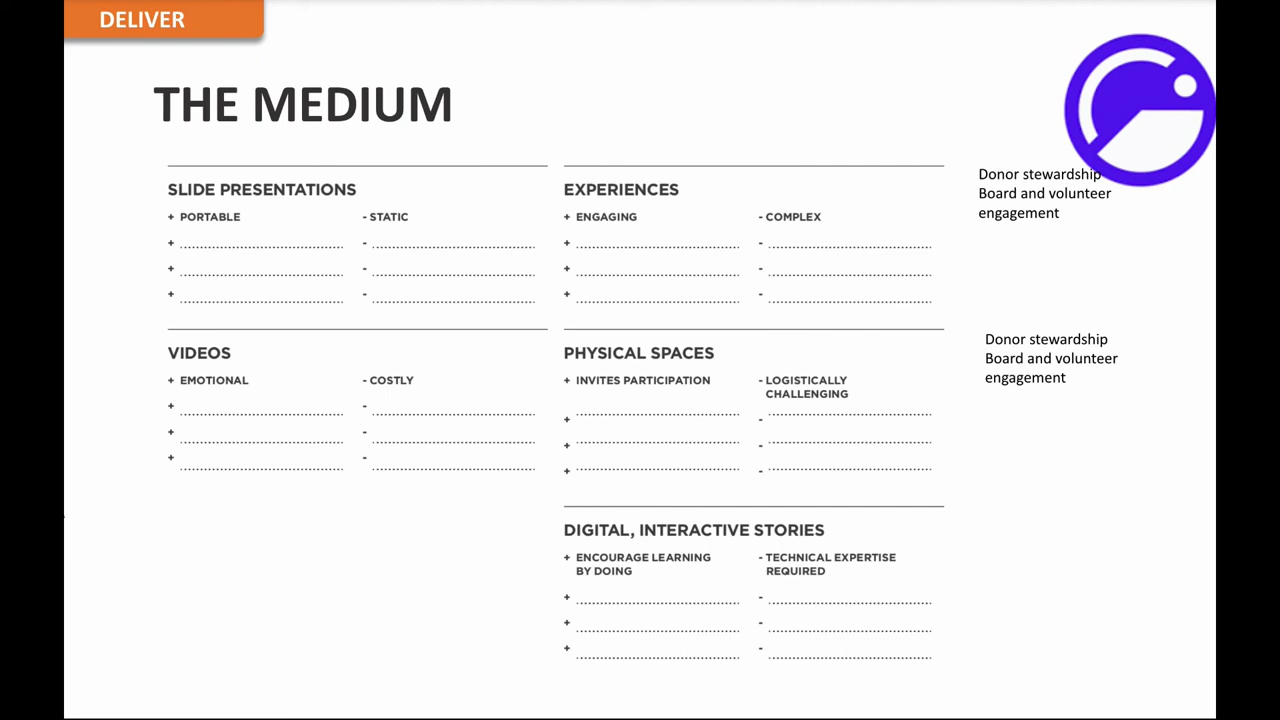 DELIVER
THE MEDIUM
SLIDE PRESENTATIONS
+ PORTABLE
- STATIC
+
-
+
-
+
-
EXPERIENCES
+ ENGAGING
- COMPLEX
+
-
+
-
+
-
Donor stewardship
Board and volunteer
engagement
VIDEOS
+ EMOTIONAL
- COSTLY
+
-
+
-
+
-
PHYSICAL SPACES
+ INVITES PARTICIPATION
- LOGISTICALLY
CHALLENGING
+
-
+
-
+
-
Donor stewardship
Board and volunteer
engagement
DIGITAL, INTERACTIVE STORIES
+ ENCOURAGE LEARNING
BY DOING
- TECHNICAL EXPERTISE
REQUIRED
+
-
+
-
+
-